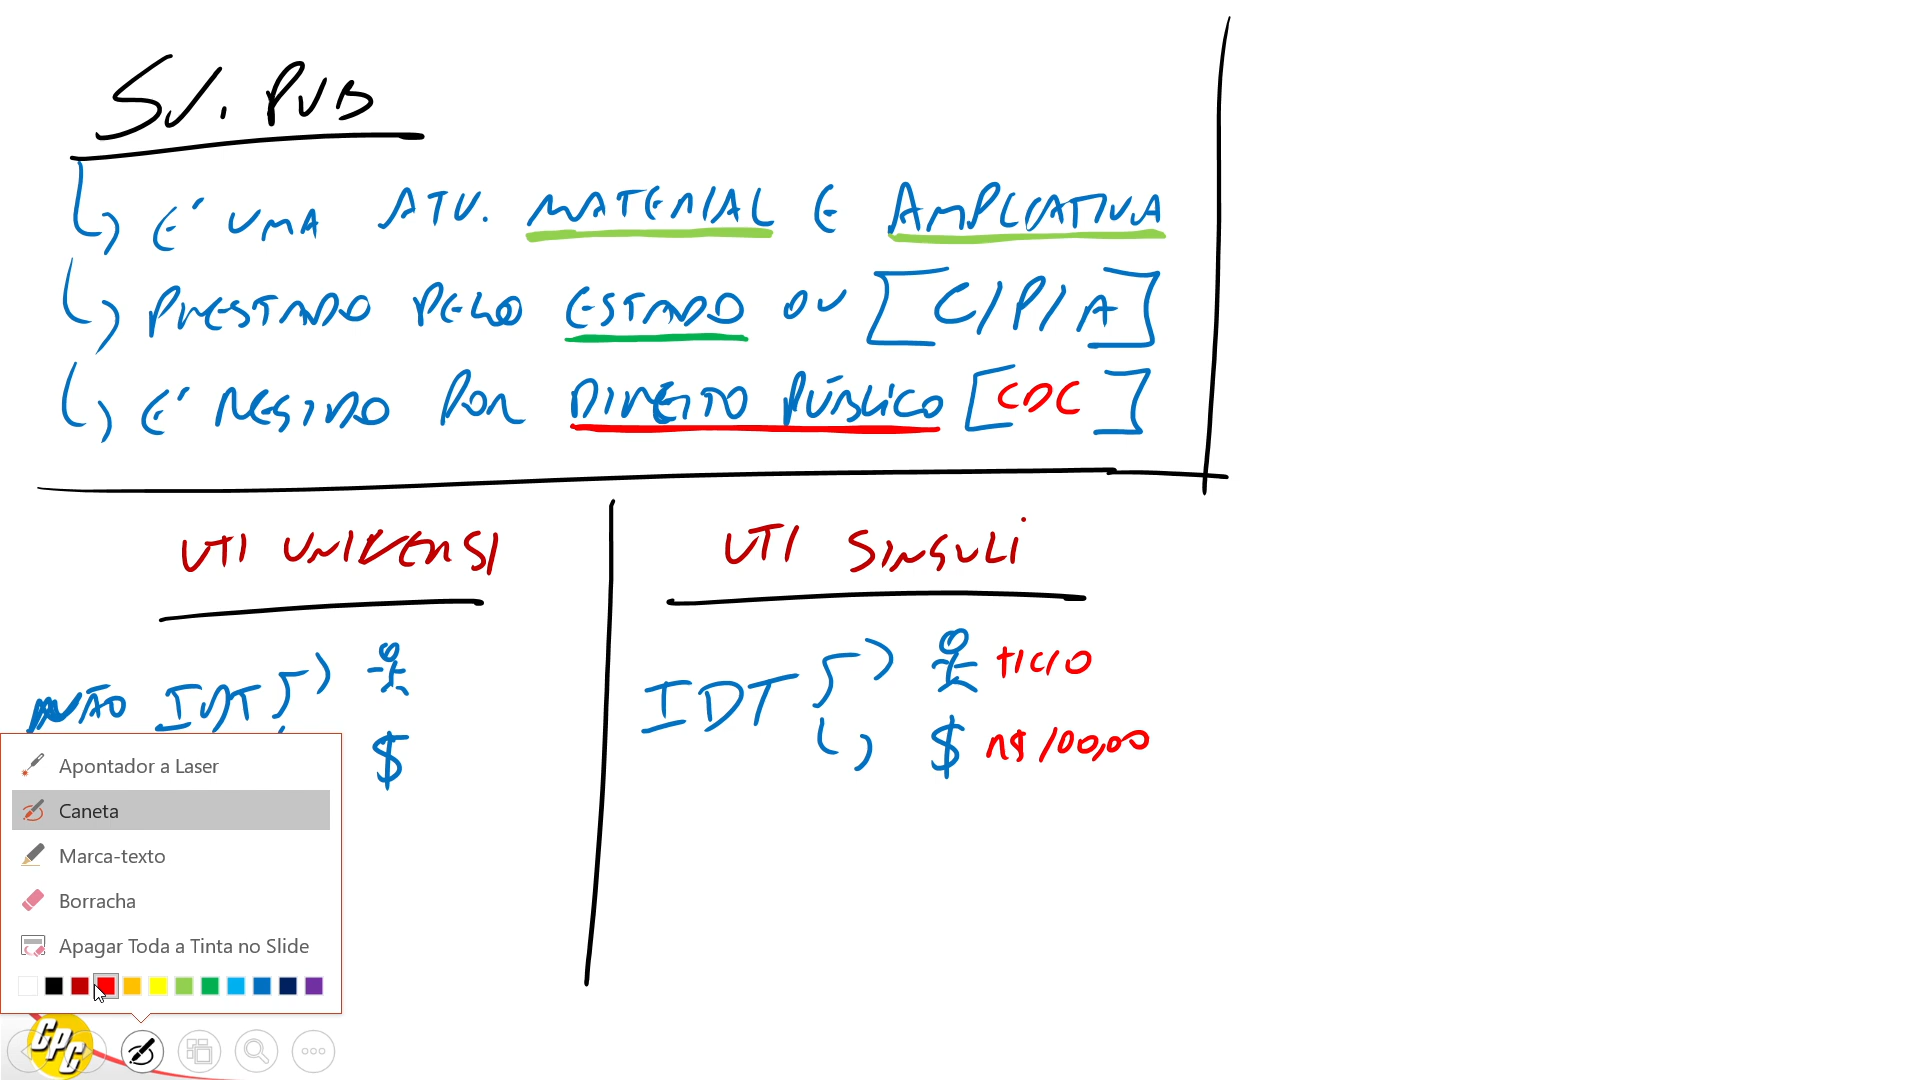 SV. PUB
É UMA ATV. MATERIAL E AMPLIATIVA
PRESTADO PELO ESTADO OU [C/P/A]
É REGIDO POR DIREITO PÚBLICO [CDC]
UTI UNIVERSI
UTI SINGULI
NÃO IDT
$
IDT
TICIO
$ R$ 100,00
Apontador a Laser
Caneta
Marca-texto
Borracha
Apagar Toda a Tinta no Slide
CPC